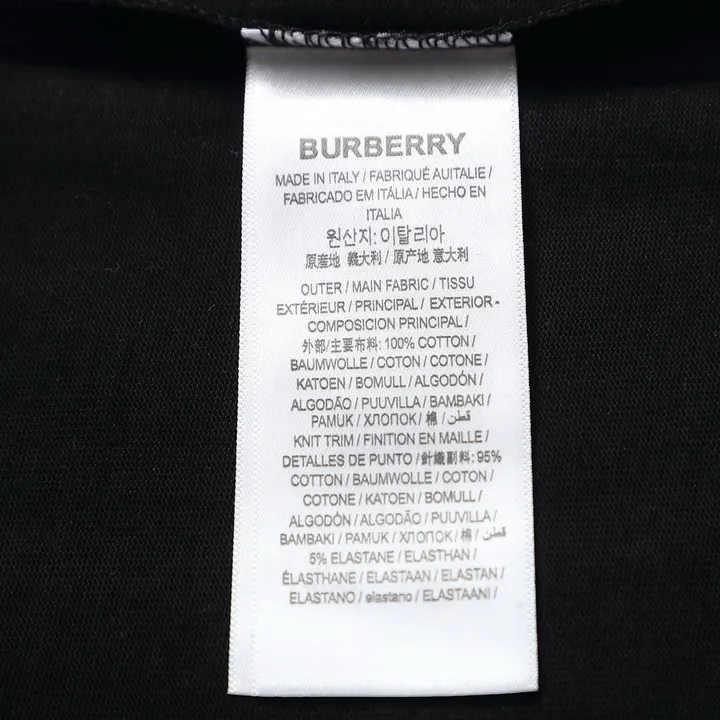 BURBERRY
MADE IN ITALY / FABRIQUÉ AUITALIE /
FABRICADO EM ITÁLIA / HECHO EN
ITALIA
원산지: 이탈리아
原産地 義大利 / 原产地 意大利
OUTER / MAIN FABRIC / TISSU
EXTÉRIEUR / PRINCIPAL / EXTERIOR -
COMPOSICION PRINCIPAL /
外部/主要布料: 100% COTTON /
BAUMWOLLE / COTON / COTONE /
KATOEN / BOMULL / ALGODÓN /
ALGODÃO / PUUVILLA / BAMBAKI /
PAMUK / ХЛОПОК / 棉 / قطن /
KNIT TRIM / FINITION EN MAILLE /
DETALLES DE PUNTO / 針織副料: 95%
COTTON / BAUMWOLLE / COTON /
COTONE / KATOEN / BOMULL /
ALGODÓN / ALGODÃO / PUUVILLA /
BAMBAKI / PAMUK / ХЛОПОК / 棉 / قطن /
5% ELASTANE / ELASTHAN /
ÉLASTHANE / ELASTAAN / ELASTAN /
ELASTANO / elastano / ELASTAANI /